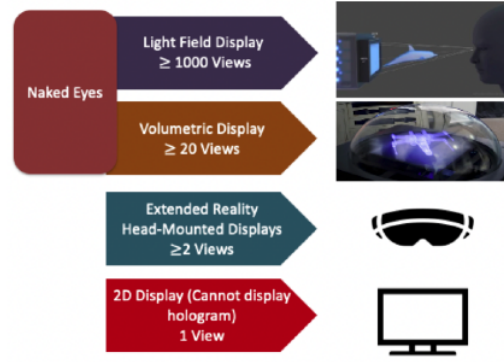 Naked Eyes
Light Field Display
≥ 1000 Views
Volumetric Display
≥ 20 Views
Extended Reality
Head-Mounted Displays
≥2 Views
2D Display (Cannot display
hologram)
1 View